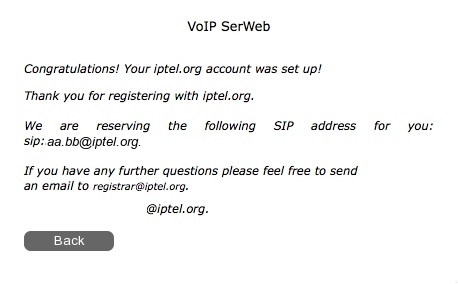 VoIP SerWeb
Congratulations! Your iptel.org account was set up!
Thank you for registering with iptel.org.
We are reserving the following SIP address for you:
sip: aa.bb@iptel.org.
If you have any further questions please feel free to send
an email to registrar@iptel.org.
@iptel.org.
Back